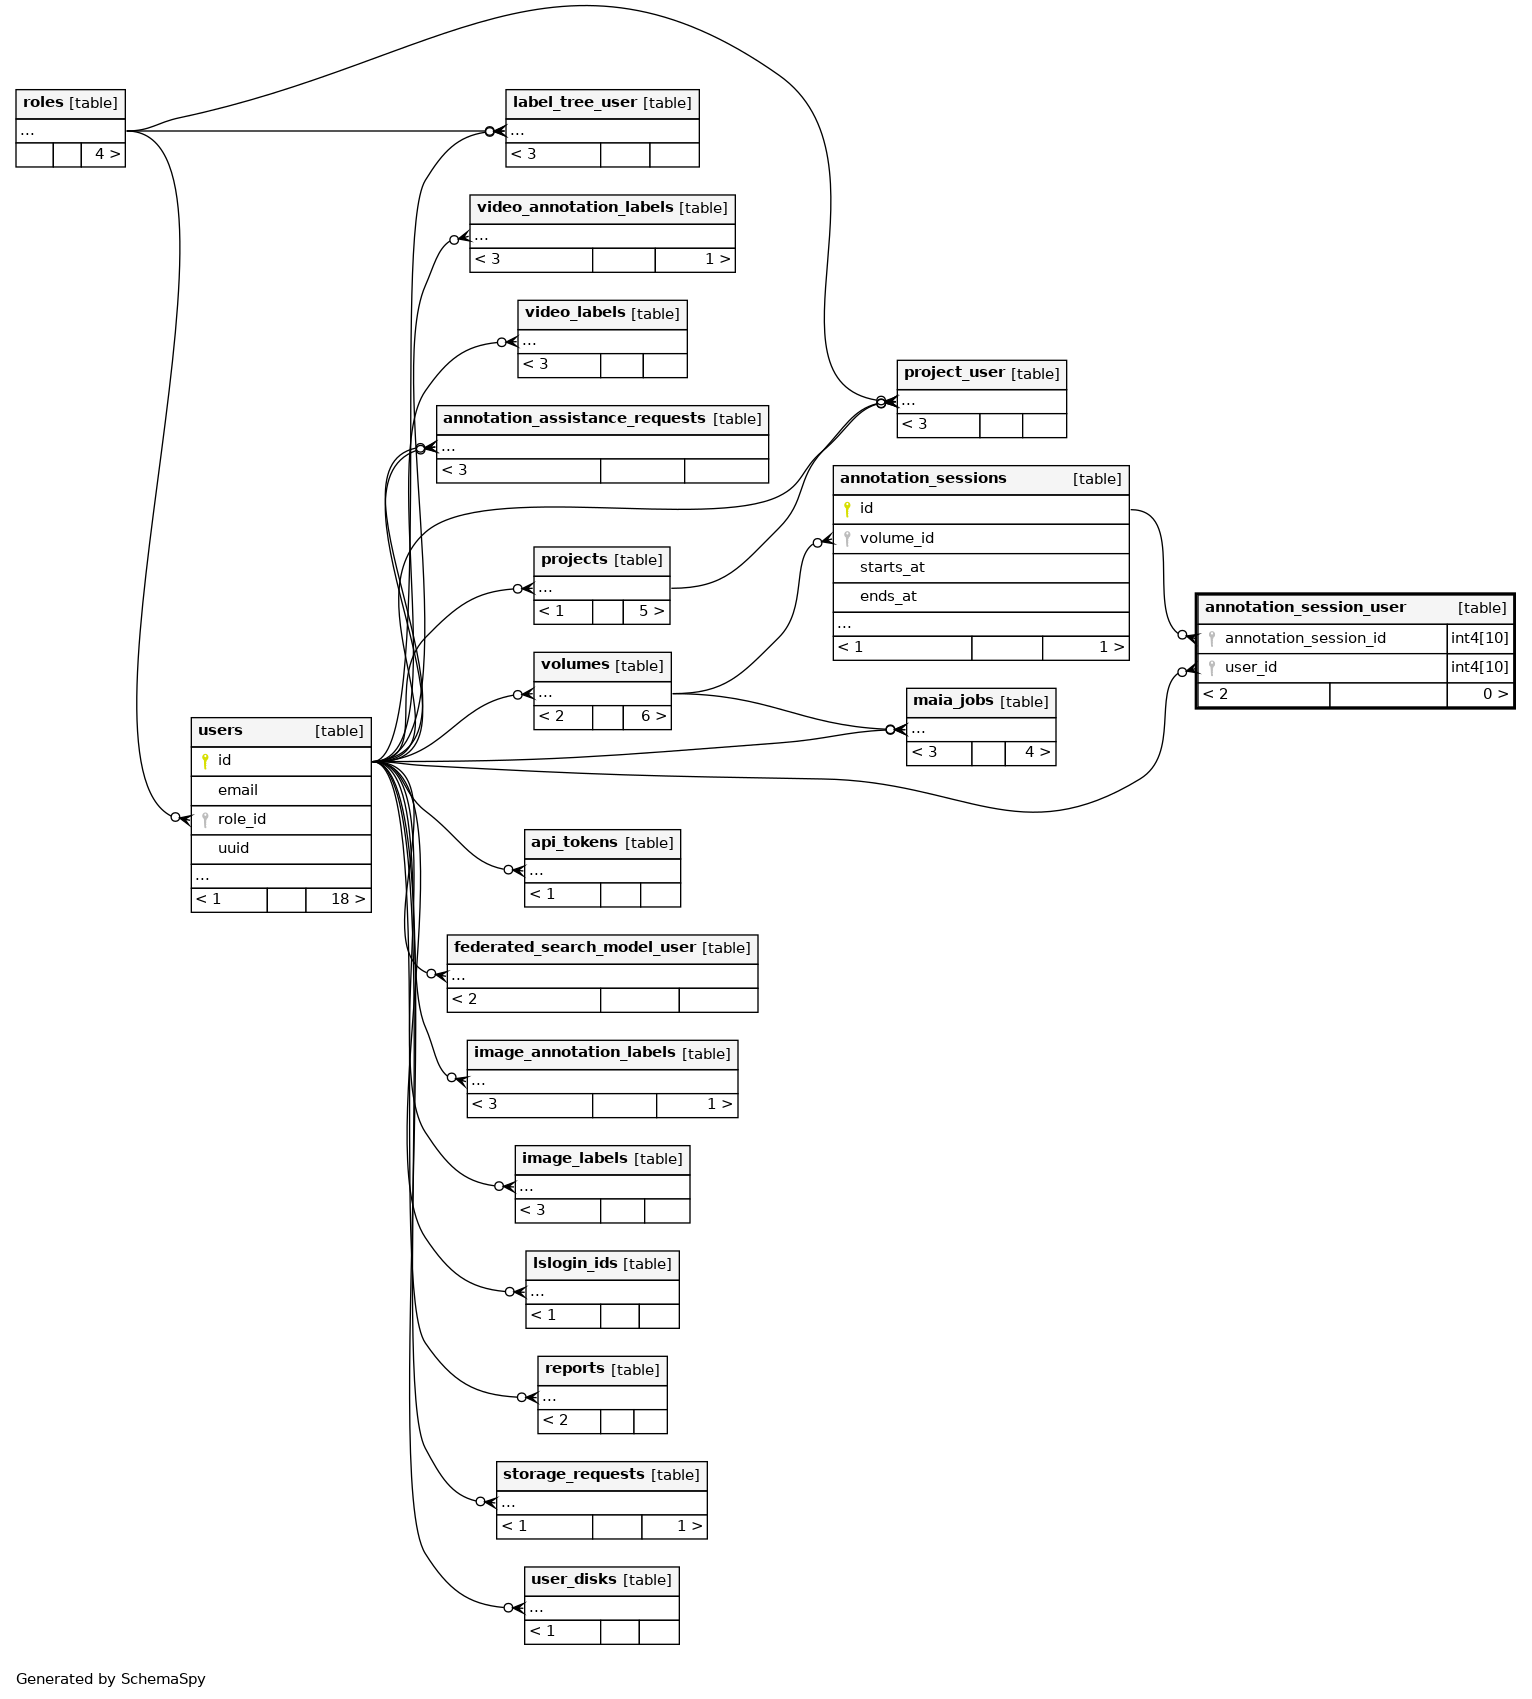 roles [table]
...
4 >
label_tree_user [table]
...
< 3
video_annotation_labels [table]
...
< 3 1 >
video_labels [table]
...
< 3
annotation_assistance_requests [table]
...
< 3
project_user [table]
...
< 3
annotation_sessions [table]
id
volume_id
starts_at
ends_at
...
< 1 1 >
projects [table]
...
< 1 5 >
annotation_session_user [table]
annotation_session_id int4[10]
user_id int4[10]
< 2 0 >
volumes [table]
...
< 2 6 >
maia_jobs [table]
...
< 3 4 >
users [table]
id
email
role_id
uuid
...
< 1 18 >
api_tokens [table]
...
< 1
federated_search_model_user [table]
...
< 2
image_annotation_labels [table]
...
< 3 1 >
image_labels [table]
...
< 3
lslogin_ids [table]
...
< 1
reports [table]
...
< 2
storage_requests [table]
...
< 1 1 >
user_disks [table]
...
< 1
Generated by SchemaSpy